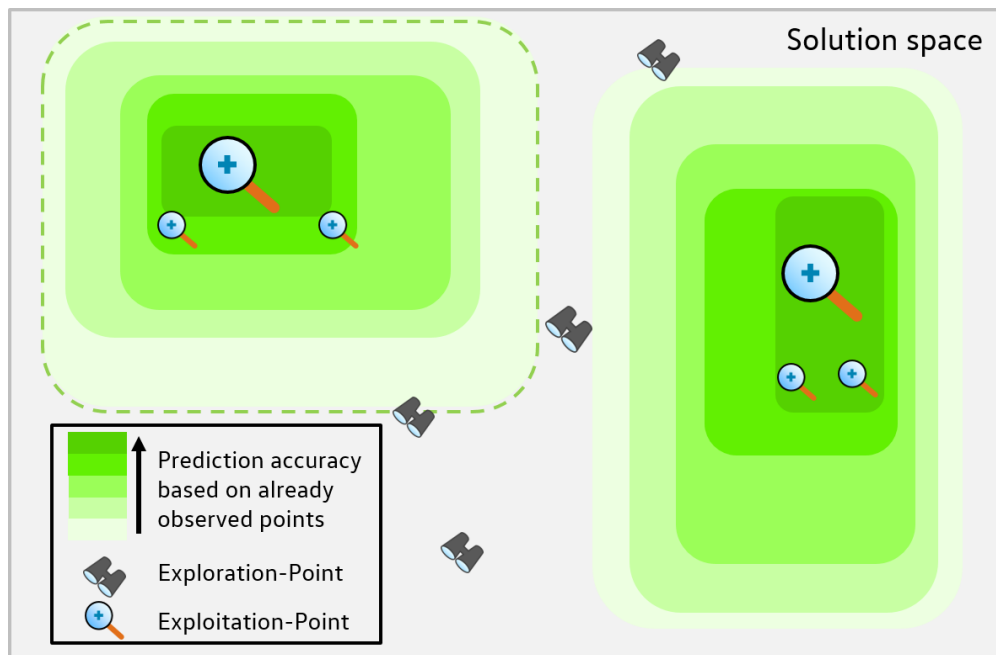 Solution space
Prediction accuracy
based on already
observed points
Exploration-Point
Exploitation-Point